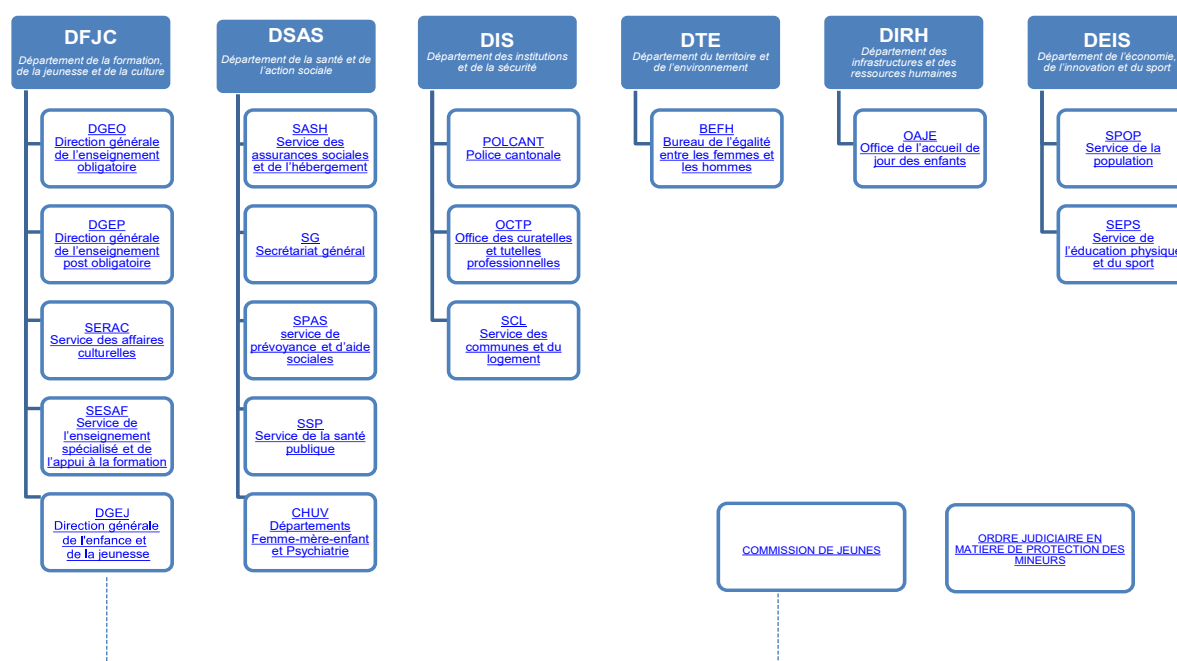 DFJC
Département de la formation,
de la jeunesse et de la culture
DGEO
Direction générale
de l'enseignement
obligatoire
DGEP
Direction générale
de l'enseignement
post obligatoire
SERAC
Service des affaires
culturelles
SESAF
Service de
l'enseignement
spécialisé et de
l'appui à la formation
DGEJ
Direction générale
de l'enfance et
de la jeunesse
DSAS
Département de la santé et de
l'action sociale
SASH
Service des
assurances sociales
et de l'hébergement
SG
Secrétariat général
SPAS
service de
prévoyance et d'aide
sociales
SSP
Service de la santé
publique
CHUV
Départements
Femme-mère-enfant
et Psychiatrie
DIS
Département des institutions
et de la sécurité
POLCANT
Police cantonale
OCTP
Office des curatelles
et tutelles
professionnelles
SCL
Service des
communes et du
logement
DTE
Département du territoire et
de l'environnement
BEFH
Bureau de l'égalité
entre les femmes et
les hommes
DIRH
Département des
infrastructures et des
ressources humaines
OAJE
Office de l'accueil de
jour des enfants
DEIS
Département de l'économie,
de l'innovation et du sport
SPOP
Service de la
population
SEPS
Service de
l'éducation physique
et du sport
COMMISSION DE JEUNES
ORDRE JUDICIAIRE EN
MATIERE DE PROTECTION DES
MINEURS